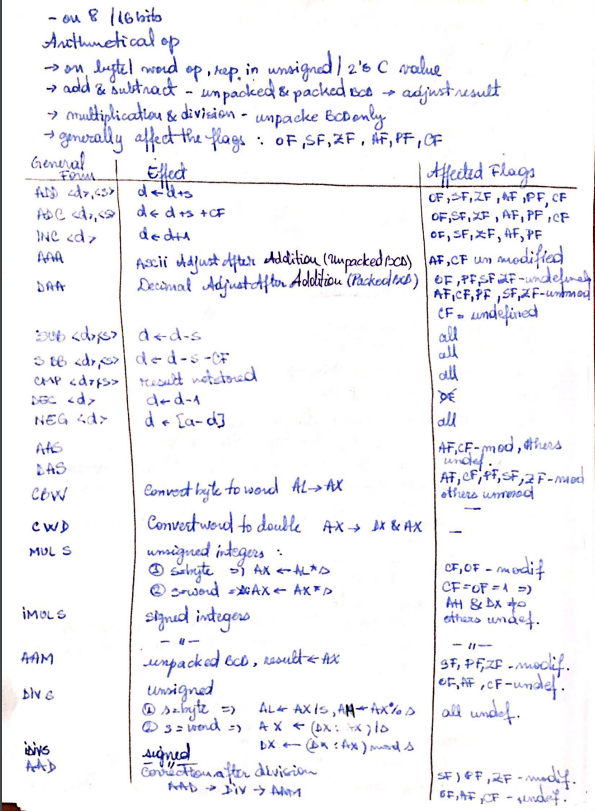 - on 8 /16 bits
Arithmetical op
→ on byte/ word op, rep. in unsigned / 2's C value
→ add & subtract - unpacked & packed BCD → adjust result
→ multiplication & division - unpacke BCD only
→ generally affect the flags : OF, SF, ZF, AF, PF, CF
General Form Effect Affected Flags
ADD <d>,<s> d ← d+s OF, SF, ZF, AF, PF, CF
ADC <d>,<s> d ← d+s +CF OF, SF, ZF, AF, PF, CF
INC <d> d ← d+1 OF, SF, ZF, AF, PF
AAA Ascii Adjust After Addition (Unpacked BCD) AF, CF un modified
OF, PF, SF, ZF - undefined
DAA Decimal Adjust After Addition (Packed BCD) AF, CF, PF, SF, ZF - unmod
CF = undefined
SUB <d>,<s> d ← d-s all
SBB <d>,<s> d ← d-s-CF all
CMP <d>,<s> result not stored all
DEC <d> d ← d-1
NEG <d> d ← [a-d] all
AAS AF, CF - mod, others undef.
DAS AF, CF, PF, SF, ZF - mod
others unmod
CBW Convert byte to word AL → AX —
CWD Convert word to double AX → DX & AX —
MUL S unsigned integers :
① s=byte => AX ← AL*s CF, OF - modif
② s=word => AX ← AX*s CF=OF=1 =>
AH & DX ≠0
iMUL S signed integers others undef.
- " - - " -
AAM unpacked BCD, result ← AX SF, PF, ZF - modif.
OF, AF, CF - undef.
DIV S unsigned
① s=byte => AL ← AX/s, AH ← AX%s all undef.
② s=word => AX ← (DX:AX)/s
DX ← (DX:AX) mod s
iDIV S signed
AAD correction after division SF, PF, ZF - modif.
AAD → DIV → AAM OF, AF, CF - undef.